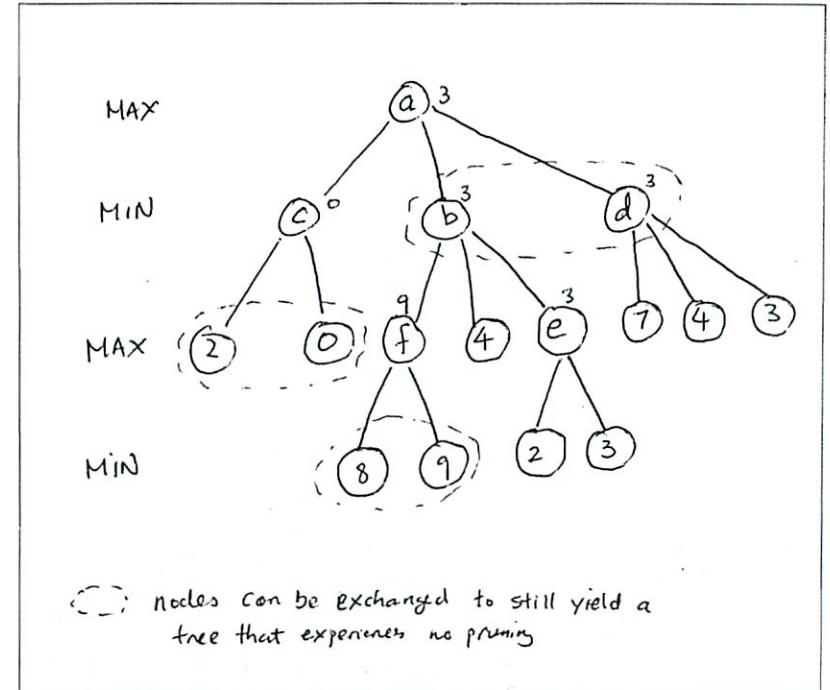 MAX a 3
MIN c 0 b 3 d 3
MAX 2 0 9 f 4 3 e 7 4 3
MIN 8 9 2 3
nodes can be exchanged to still yield a
tree that experiences no pruning